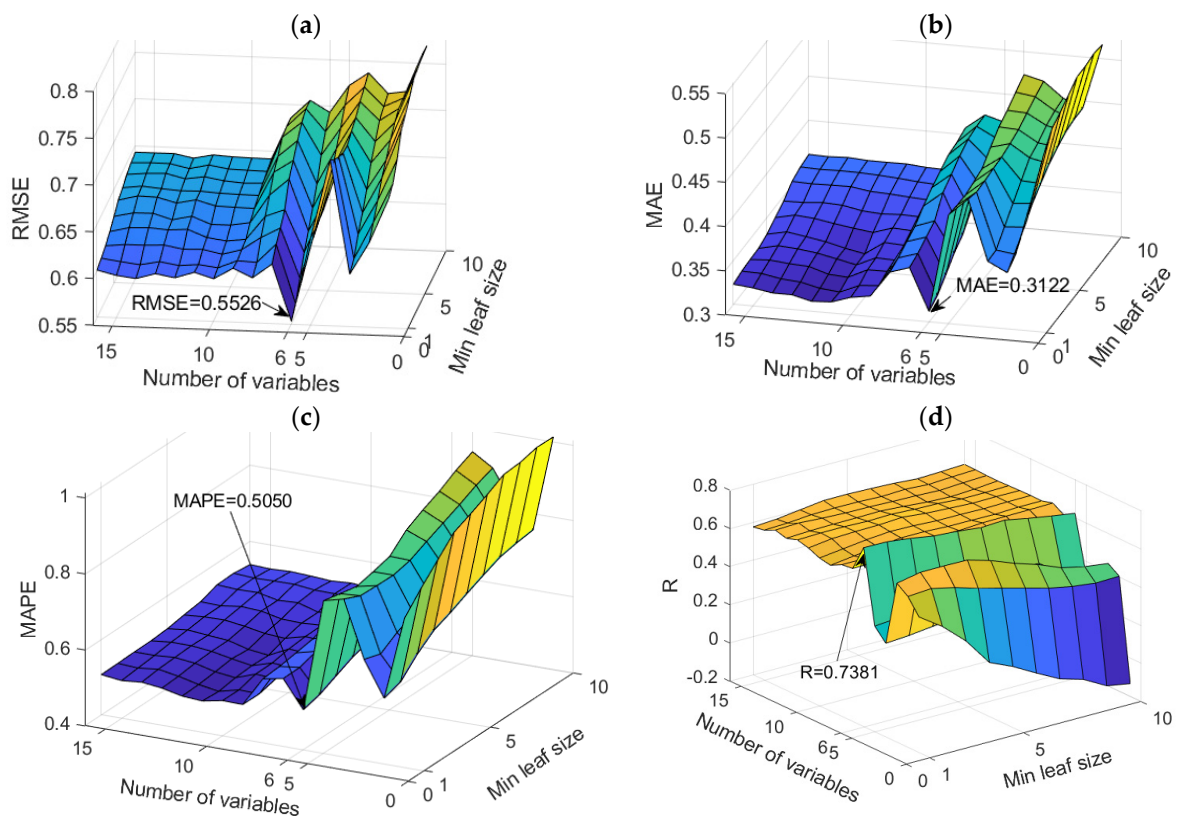 (a)
0.8
0.75
0.7
0.65
0.6
0.55
RMSE
RMSE=0.5526
15
10
6
5
0
Number of variables
0
1
5
10
Min leaf size
(b)
0.55
0.5
0.45
0.4
0.35
0.3
MAE
MAE=0.3122
15
10
6
5
0
Number of variables
0
1
5
10
Min leaf size
(c)
1
0.8
0.6
0.4
MAPE
MAPE=0.5050
15
10
6
5
0
Number of variables
0
1
5
10
Min leaf size
(d)
0.8
0.6
0.4
0.2
0
-0.2
R
R=0.7381
15
10
6
5
0
Number of variables
0
1
5
10
Min leaf size